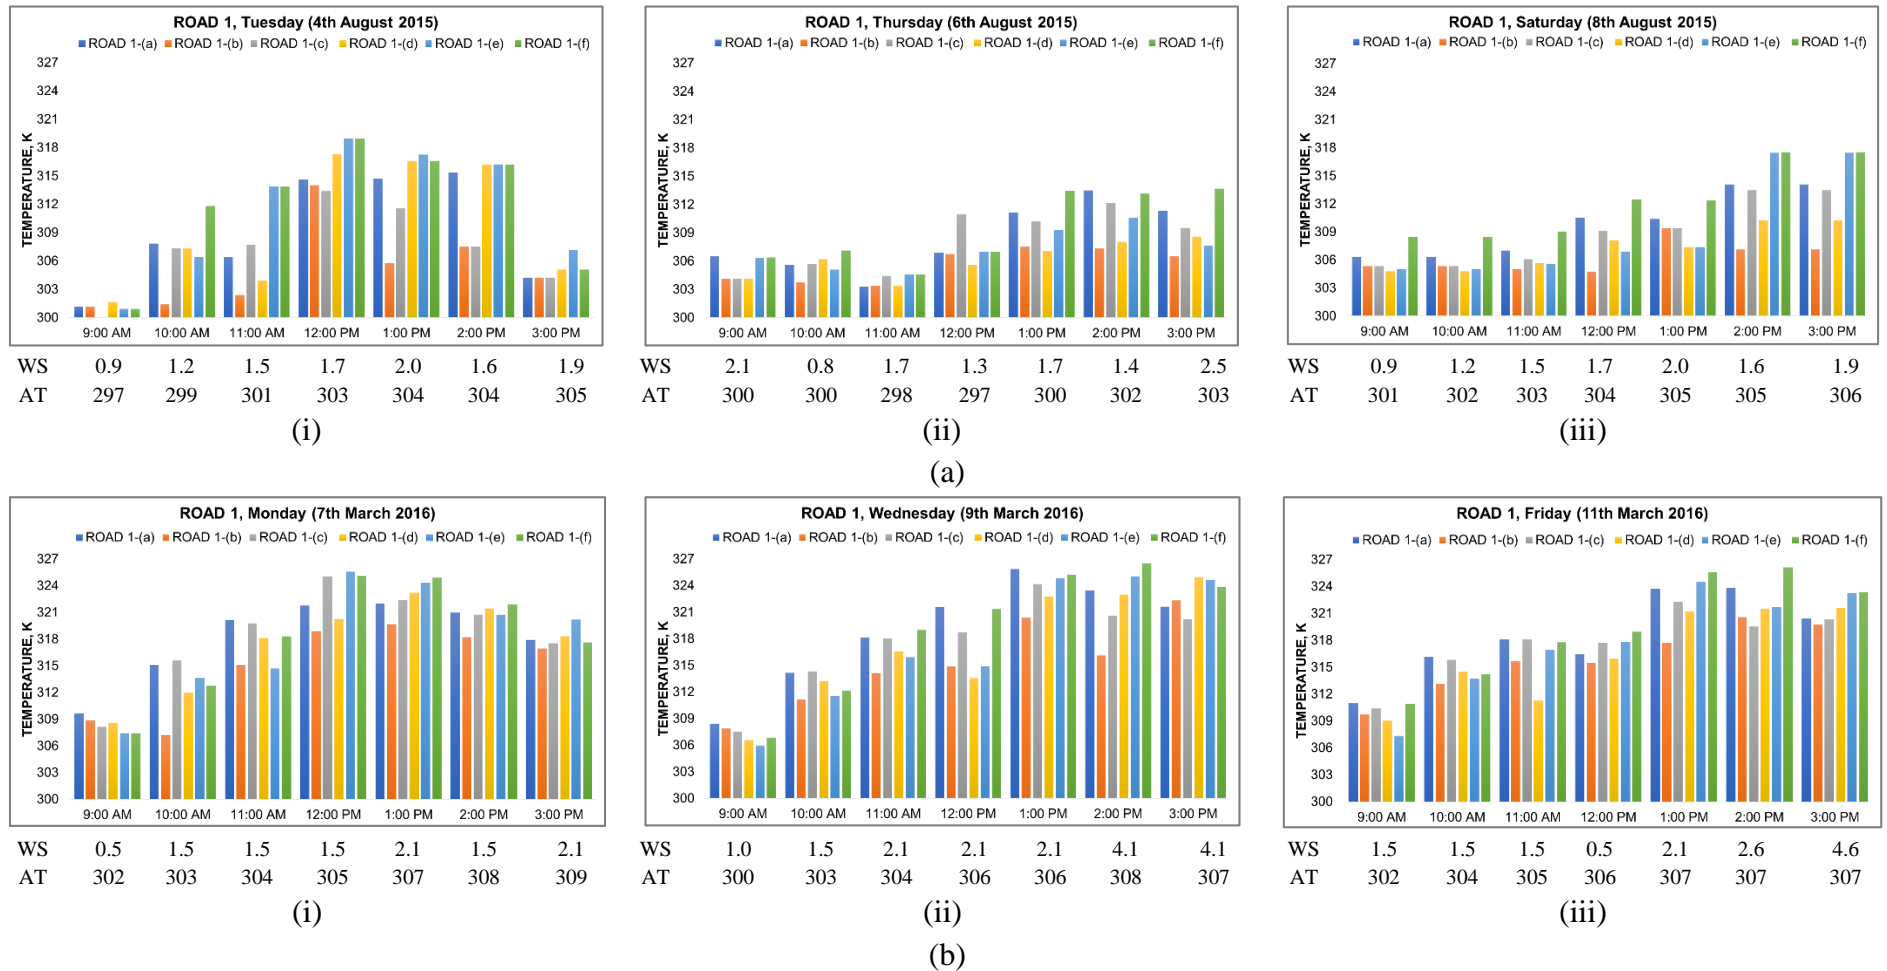 ROAD 1, Tuesday (4th August 2015)
ROAD 1-(a) ROAD 1-(b) ROAD 1-(c) ROAD 1-(d) ROAD 1-(e) ROAD 1-(f)
TEMPERATURE, K
327
324
321
318
315
312
309
306
303
300
9:00 AM 10:00 AM 11:00 AM 12:00 PM 1:00 PM 2:00 PM 3:00 PM
WS 0.9 1.2 1.5 1.7 2.0 1.6 1.9
AT 297 299 301 303 304 304 305
(i)
ROAD 1, Thursday (6th August 2015)
ROAD 1-(a) ROAD 1-(b) ROAD 1-(c) ROAD 1-(d) ROAD 1-(e) ROAD 1-(f)
TEMPERATURE, K
327
324
321
318
315
312
309
306
303
300
9:00 AM 10:00 AM 11:00 AM 12:00 PM 1:00 PM 2:00 PM 3:00 PM
WS 2.1 0.8 1.7 1.3 1.7 1.4 2.5
AT 300 300 298 297 300 302 303
(ii)
ROAD 1, Saturday (8th August 2015)
ROAD 1-(a) ROAD 1-(b) ROAD 1-(c) ROAD 1-(d) ROAD 1-(e) ROAD 1-(f)
TEMPERATURE, K
327
324
321
318
315
312
309
306
303
300
9:00 AM 10:00 AM 11:00 AM 12:00 PM 1:00 PM 2:00 PM 3:00 PM
WS 0.9 1.2 1.5 1.7 2.0 1.6 1.9
AT 301 302 303 304 305 305 306
(iii)
(a)
ROAD 1, Monday (7th March 2016)
ROAD 1-(a) ROAD 1-(b) ROAD 1-(c) ROAD 1-(d) ROAD 1-(e) ROAD 1-(f)
TEMPERATURE, K
327
324
321
318
315
312
309
306
303
300
9:00 AM 10:00 AM 11:00 AM 12:00 PM 1:00 PM 2:00 PM 3:00 PM
WS 0.5 1.5 1.5 1.5 2.1 1.5 2.1
AT 302 303 304 305 307 308 309
(i)
ROAD 1, Wednesday (9th March 2016)
ROAD 1-(a) ROAD 1-(b) ROAD 1-(c) ROAD 1-(d) ROAD 1-(e) ROAD 1-(f)
TEMPERATURE, K
327
324
321
318
315
312
309
306
303
300
9:00 AM 10:00 AM 11:00 AM 12:00 PM 1:00 PM 2:00 PM 3:00 PM
WS 1.0 1.5 2.1 2.1 2.1 4.1 4.1
AT 300 303 304 306 306 308 307
(ii)
ROAD 1, Friday (11th March 2016)
ROAD 1-(a) ROAD 1-(b) ROAD 1-(c) ROAD 1-(d) ROAD 1-(e) ROAD 1-(f)
TEMPERATURE, K
327
324
321
318
315
312
309
306
303
300
9:00 AM 10:00 AM 11:00 AM 12:00 PM 1:00 PM 2:00 PM 3:00 PM
WS 1.5 1.5 1.5 0.5 2.1 2.6 4.6
AT 302 304 305 306 307 307 307
(iii)
(b)